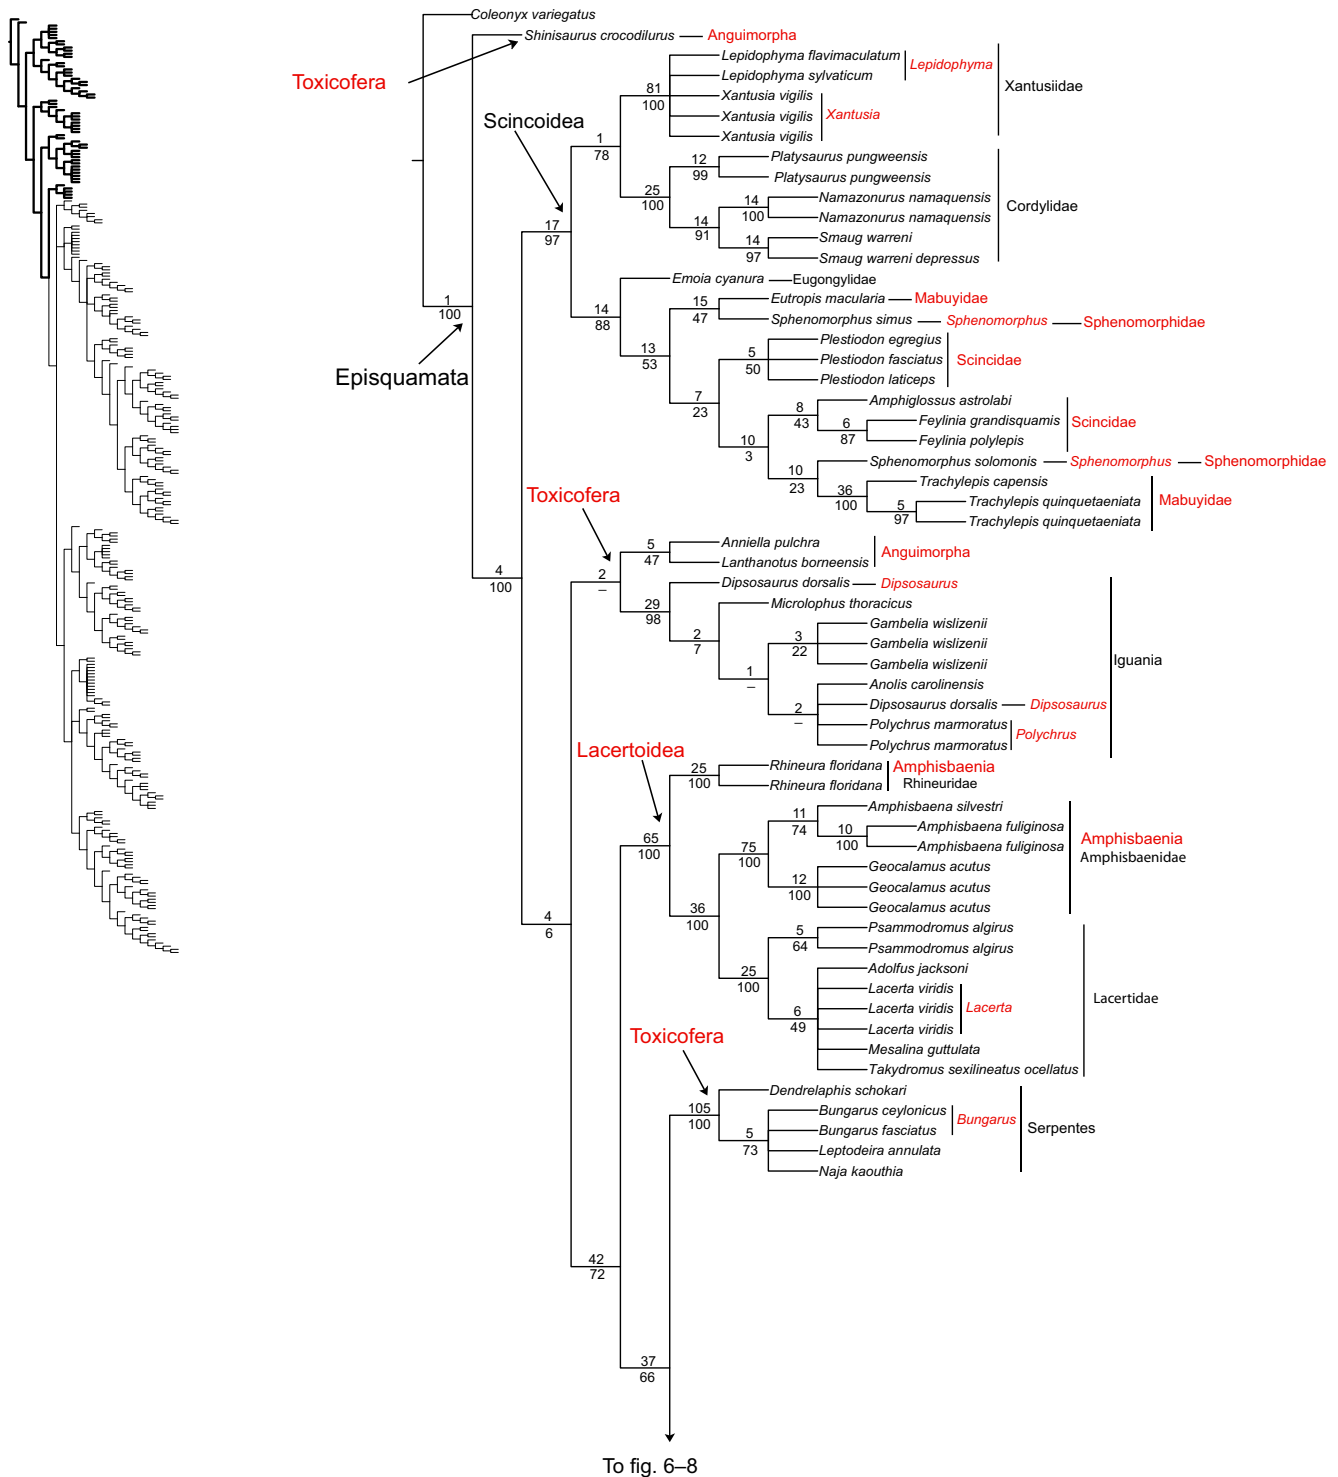 Coleonyx variegatus
Shinisaurus crocodilurus Anguimorpha
Toxicofera
Lepidophyma flavimaculatum
Lepidophyma
Lepidophyma sylvaticum
Xantusiidae
81
100
Xantusia vigilis
Xantusia vigilis
Xantusia
Xantusia vigilis
Scincoidea
1
78
12
99
Platysaurus pungweensis
Platysaurus pungweensis
25
100
Cordylidae
14
100
Namazonurus namaquensis
Namazonurus namaquensis
14
91
14
97
Smaug warreni
Smaug warreni depressus
17
97
Emoia cyanura Eugongylidae
14
88
15
47
Eutropis macularia Mabuyidae
Sphenomorphus simus Sphenomorphus Sphenomorphidae
1
100
Episquamata
13
53
5
50
Plestiodon egregius
Plestiodon fasciatus
Scincidae
Plestiodon laticeps
7
23
8
43
Amphiglossus astrolabi
6
87
Feylinia grandisquamis
Scincidae
Feylinia polylepis
10
3
10
23
Sphenomorphus solomonis Sphenomorphus Sphenomorphidae
36
100
Trachylepis capensis
5
97
Trachylepis quinquetaeniata
Mabuyidae
Trachylepis quinquetaeniata
Toxicofera
5
47
Anniella pulchra
Anguimorpha
Lanthanotus borneensis
4
100
2
–
Dipsosaurus dorsalis Dipsosaurus
29
98
Microlophus thoracicus
2
7
3
22
Gambelia wislizenii
Gambelia wislizenii
Gambelia wislizenii
Iguania
1
–
2
–
Anolis carolinensis
Dipsosaurus dorsalis Dipsosaurus
Polychrus marmoratus
Polychrus
Polychrus marmoratus
Lacertoidea
25
100
Rhineura floridana
Amphisbaenia
Rhineura floridana
Rhineuridae
65
100
11
74
Amphisbaena silvestri
10
100
Amphisbaena fuliginosa
Amphisbaena fuliginosa
Amphisbaenia
Amphisbaenidae
75
100
12
100
Geocalamus acutus
Geocalamus acutus
Geocalamus acutus
36
100
4
6
5
64
Psammodromus algirus
Psammodromus algirus
25
100
6
49
Adolfus jacksoni
Lacerta viridis
Lacerta viridis
Lacerta
Lacerta viridis
Mesalina guttulata
Takydromus sexilineatus ocellatus
Lacertidae
Toxicofera
105
100
Dendrelaphis schokari
5
73
Bungarus ceylonicus
Bungarus
Bungarus fasciatus
Serpentes
Leptodeira annulata
Naja kaouthia
42
72
37
66
To fig. 6–8